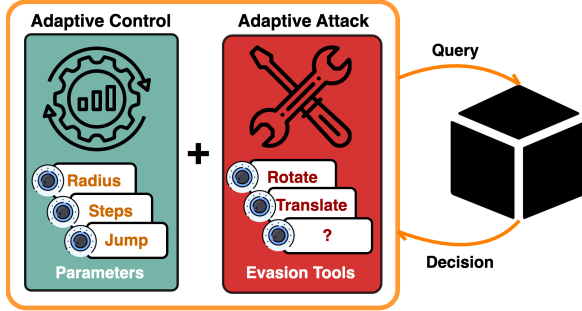 Adaptive Control
Adaptive Attack
Query
+
Radius
Steps
Jump
Rotate
Translate
?
Parameters
Evasion Tools
Decision